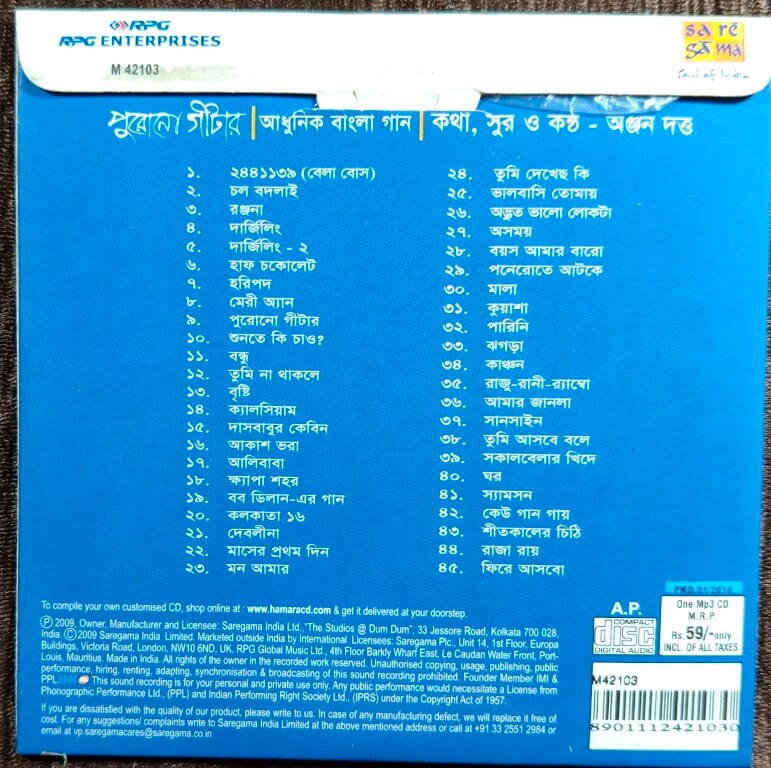 RPG
RPG ENTERPRISES
M 42103
sa re
ga ma
পুরোনো গীটার | আধুনিক বাংলা গান | কথা, সুর ও কণ্ঠ - অঞ্জন দত্ত
১. ২৪৪১১৩৯ (বেলা বোস)
২. চল বদলাই
৩. রঞ্জনা
৪. দার্জিলিং
৫. দার্জিলিং - ২
৬. হাফ চকোলেট
৭. হরিপদ
৮. মেরী অ্যান
৯. পুরোনো গীটার
১০. শুনতে কি চাও?
১১. বন্ধু
১২. তুমি না থাকলে
১৩. বৃষ্টি
১৪. ক্যালসিয়াম
১৫. দাসবাবুর কেবিন
১৬. আকাশ ভরা
১৭. আলিবাবা
১৮. ক্ষ্যাপা শহর
১৯. বব ডিলান-এর গান
২০. কলকাতা ১৬
২১. দেবলীনা
২২. মাসের প্রথম দিন
২৩. মন আমার
২৪. তুমি দেখেছ কি
২৫. ভালবাসি তোমায়
২৬. অদ্ভুত ভালো লোকটা
২৭. অসময়
২৮. বয়স আমার বারো
২৯. পনেরোতে আটকে
৩০. মালা
৩১. কুয়াশা
৩২. পারিনি
৩৩. ঝগড়া
৩৪. কাঞ্চন
৩৫. রাজু-রানী-র‍্যাম্বো
৩৬. আমার জানলা
৩৭. সানসাইন
৩৮. তুমি আসবে বলে
৩৯. সকালবেলার খিদে
৪০. ঘর
৪১. স্যামসন
৪২. কেউ গান গায়
৪৩. শীতকালের চিঠি
৪৪. রাজা রায়
৪৫. ফিরে আসবো
To compile your own customised CD, shop online at : www.hamaracd.com & get it delivered at your doorstep.
Ⓟ 2009, Owner, Manufacturer and Licensee: Saregama India Ltd.,"The Studios @ Dum Dum", 33 Jessore Road, Kolkata 700 028,
India. Ⓒ 2009 Saregama India Limited. Marketed outside India by International Licensees: Saregama Plc., Unit 14, 1st Floor, Europa
Buildings, Victoria Road, London, NW10 6ND, UK. RPG Global Music Ltd., 4th Floor Barkly Wharf East, Le Caudan Water Front, Port-
Louis, Mauritius. Made in India. All rights of the owner in the recorded work reserved. Unauthorised copying, usage, publishing, public
performance, hiring, renting, adapting, synchronisation & broadcasting of this sound recording prohibited. Founder Member IMI &
PPL. This sound recording is for your personal and private use only. Any public performance would necessitate a License from
Phonographic Performance Ltd., (PPL) and Indian Performing Right Society Ltd., (IPRS) under the Copyright Act of 1957.
If you are dissatisfied with the quality of our product, please write to us. In case of any manufacturing defect, we will replace it free of
cost. For any suggestions/ complaints write to Saregama India Limited at the above mentioned address or call at +91 33 2551 2984 or
email at vp.saregamacares@saregama.co.in
A.P.
COMPACT
disc
DIGITAL AUDIO
PKD.01/2010
One Mp3 CD
M.R.P.
Rs. 59/-only
INCL. OF ALL TAXES
M42103
8901112421030